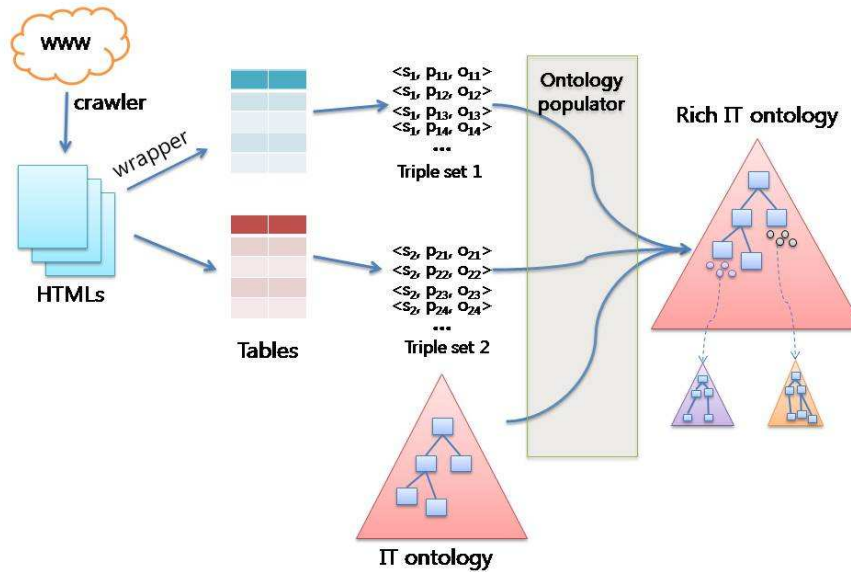 WWW
crawler
wrapper
HTMLs
Tables
<s₁, p₁₁, o₁₁>
<s₁, p₁₂, o₁₂>
<s₁, p₁₃, o₁₃>
<s₁, p₁₄, o₁₄>
...
Triple set 1
<s₂, p₂₁, o₂₁>
<s₂, p₂₂, o₂₂>
<s₂, p₂₃, o₂₃>
<s₂, p₂₄, o₂₄>
...
Triple set 2
IT ontology
Ontology
populator
Rich IT ontology